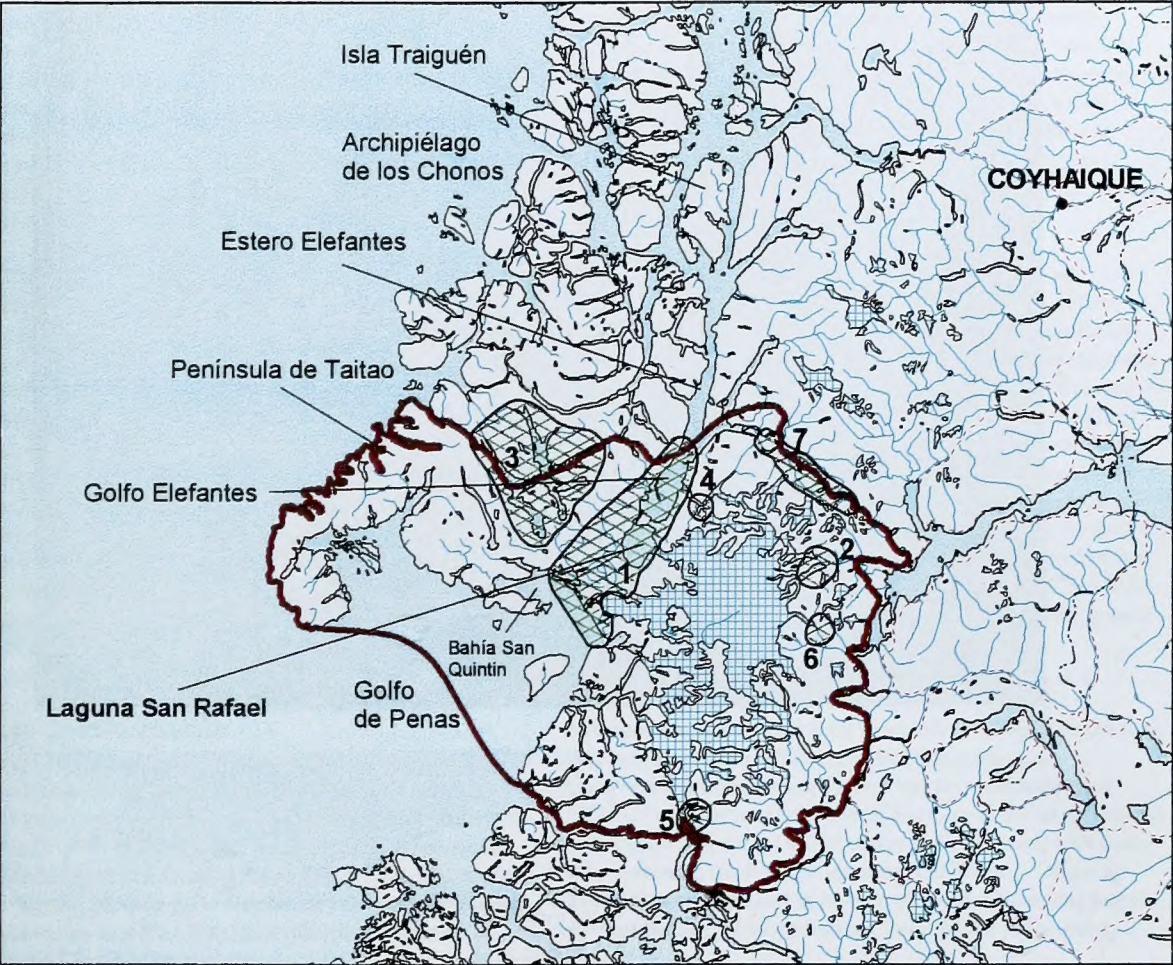 Isla Traiguén
Archipiélago
de los Chonos
COYHAIQUE
Estero Elefantes
Península de Taitao
3
7
Golfo Elefantes
4
2
1
6
Bahía San
Quintin
Laguna San Rafael
Golfo
de Penas
5